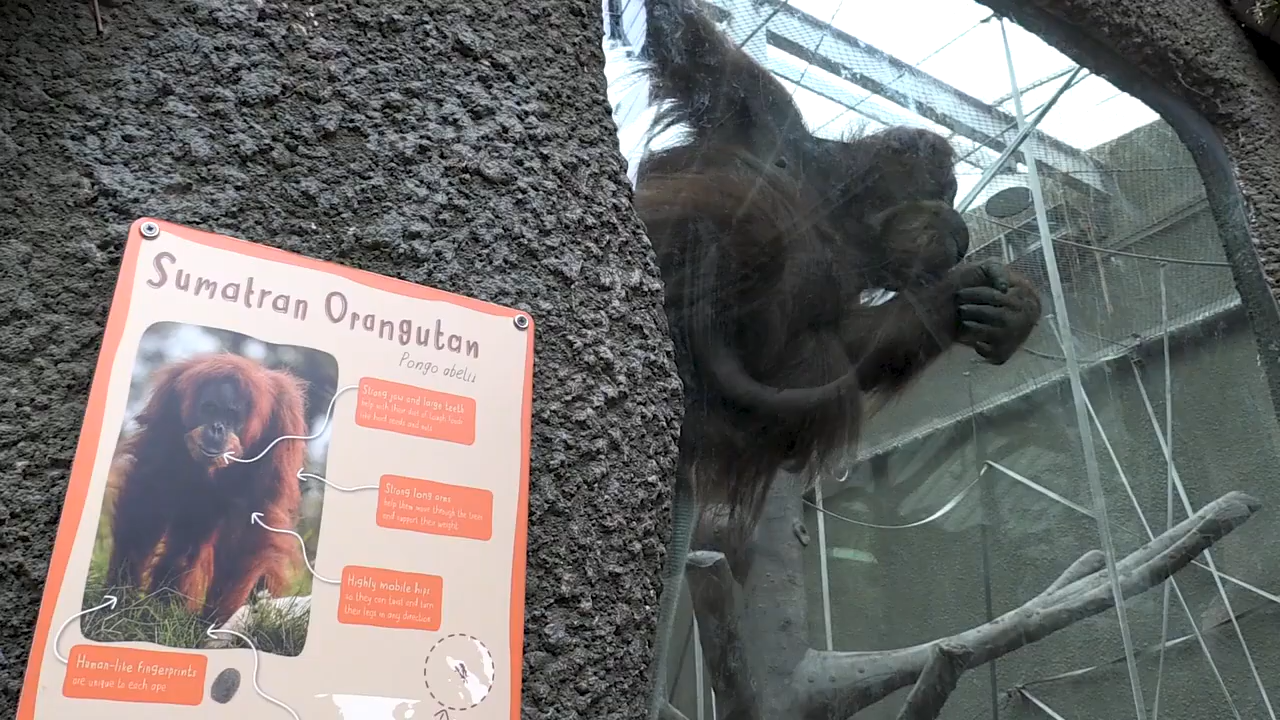 Sumatran Orangutan
Pongo abelii
Strong jaw and large teeth
help with their diet of tough foods
like hard seeds and nuts
Strong long arms
help them move through the trees
and support their weight
Highly mobile hips
so they can twist and turn
their legs in any direction
Human-like fingerprints
are unique to each ape